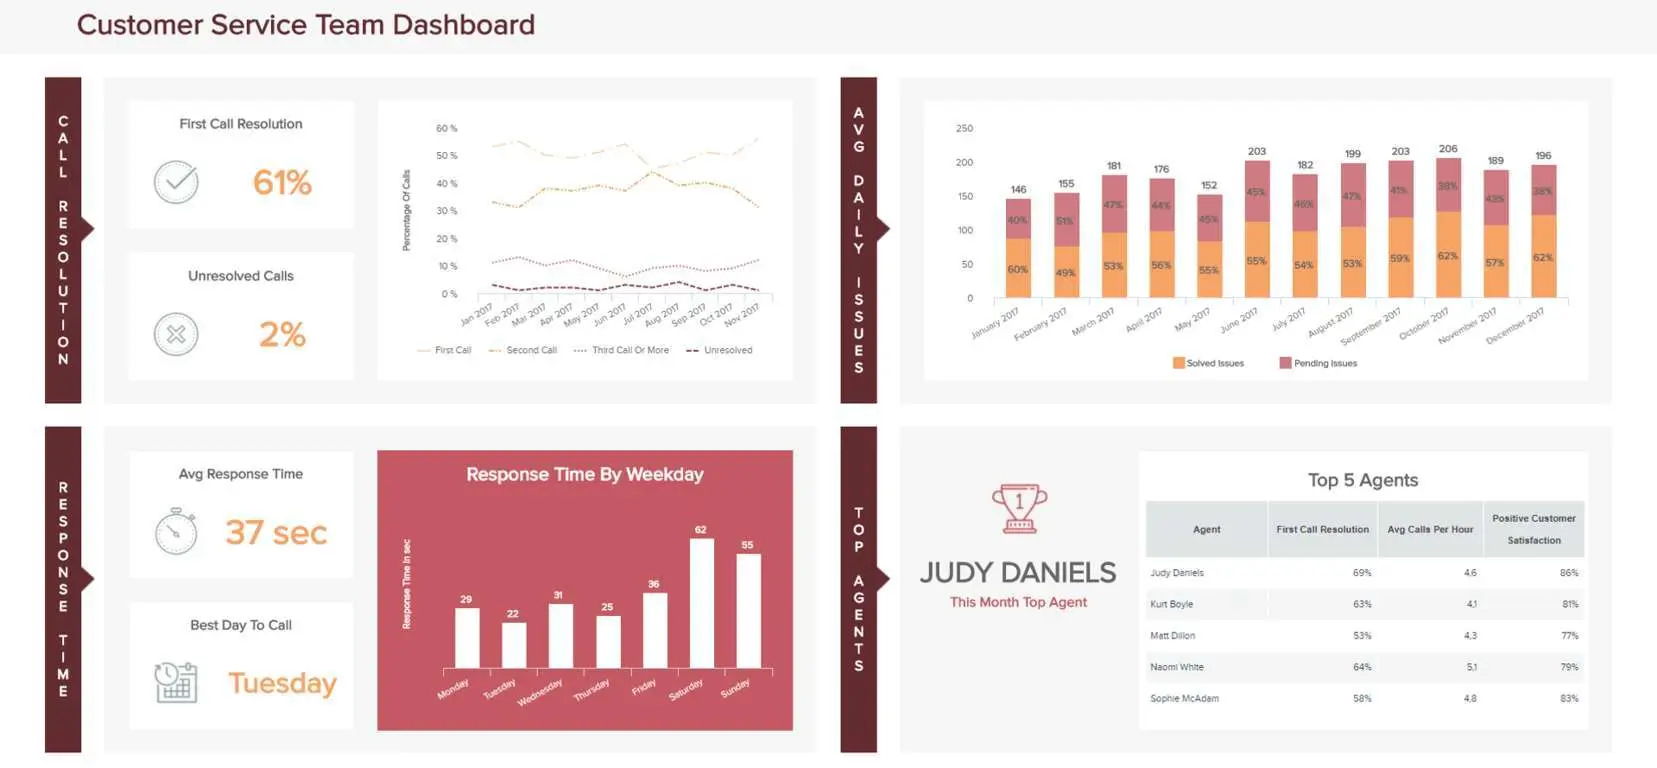 Customer Service Team Dashboard
CALL RESOLUTION
First Call Resolution
61%
Unresolved Calls
2%
Percentage Of Calls
60 %
50 %
40 %
30 %
20 %
10 %
0 %
Jan 2017
Feb 2017
Mar 2017
Apr 2017
May 2017
Jun 2017
Jul 2017
Aug 2017
Sep 2017
Oct 2017
Nov 2017
First Call
Second Call
Third Call Or More
Unresolved
AVG DAILY ISSUES
250
200
150
100
50
0
146
155
181
176
152
203
182
199
203
206
189
196
40%
51%
47%
44%
45%
45%
46%
47%
41%
38%
43%
38%
60%
49%
53%
56%
55%
55%
54%
53%
59%
62%
57%
62%
January 2017
February 2017
March 2017
April 2017
May 2017
June 2017
July 2017
August 2017
September 2017
October 2017
November 2017
December 2017
Solved Issues
Pending Issues
RESPONSE TIME
Avg Response Time
37 sec
Best Day To Call
Tuesday
Response Time By Weekday
Response Time In sec
29
22
31
25
36
62
55
Monday
Tuesday
Wednesday
Thursday
Friday
Saturday
Sunday
TOP AGENTS
1
JUDY DANIELS
This Month Top Agent
Top 5 Agents
Agent First Call Resolution Avg Calls Per Hour Positive Customer Satisfaction
Judy Daniels 69% 4,6 86%
Kurt Boyle 63% 4,1 81%
Matt Dillon 53% 4,3 77%
Naomi White 64% 5,1 79%
Sophie McAdam 58% 4,8 83%